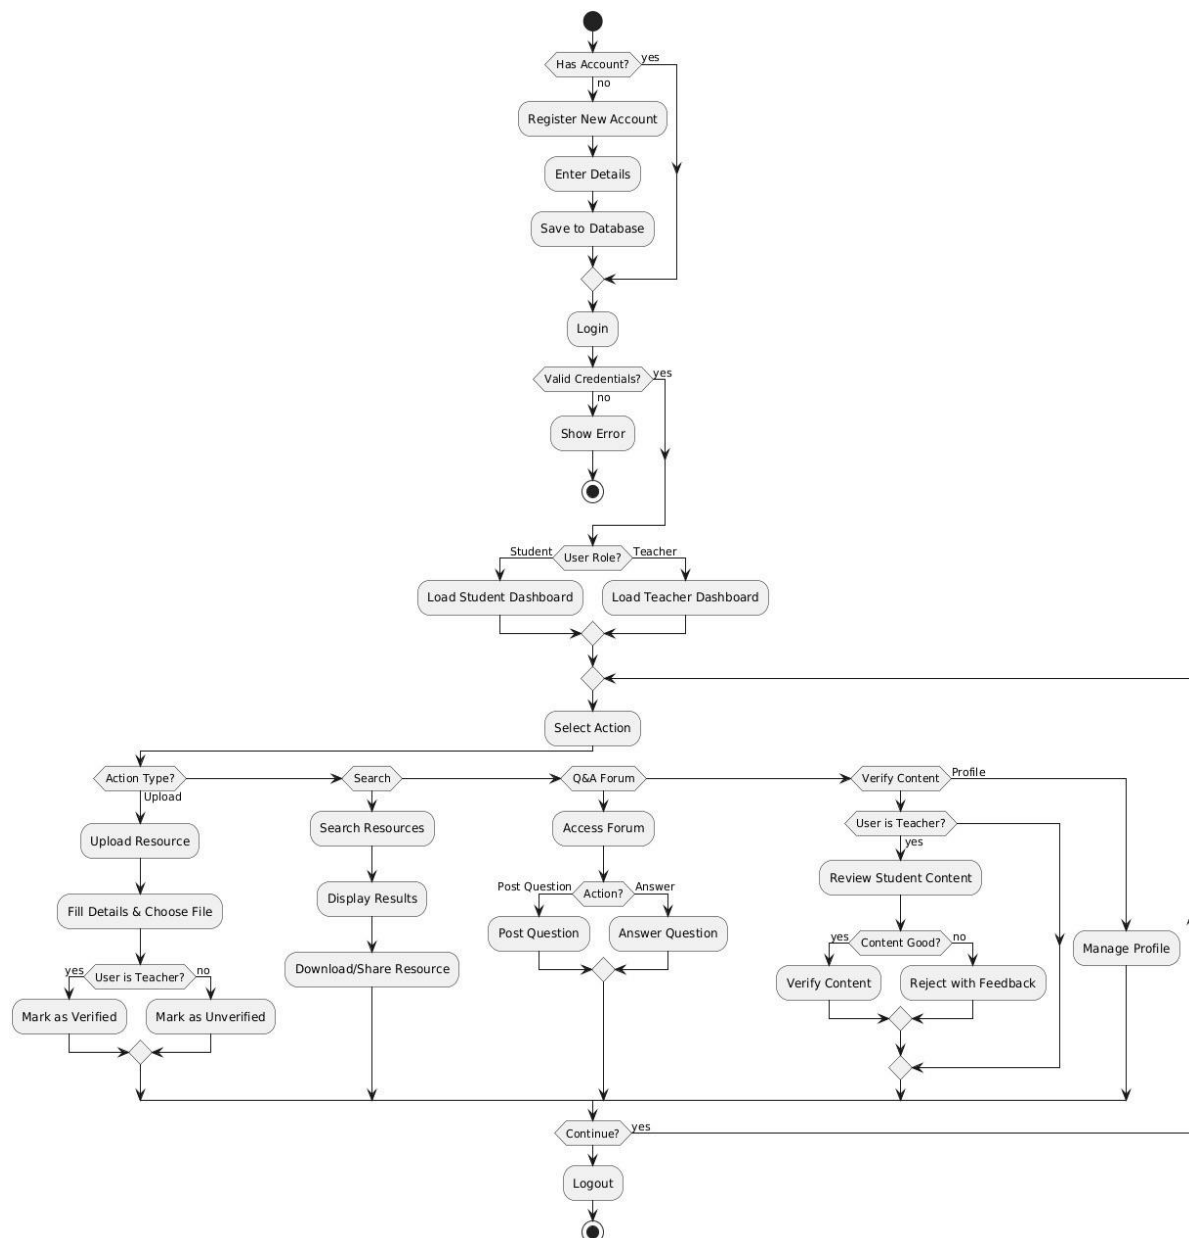 Has Account?
yes
no
Register New Account
Enter Details
Save to Database
Login
Valid Credentials?
yes
no
Show Error
Student
User Role?
Teacher
Load Student Dashboard
Load Teacher Dashboard
Select Action
Action Type?
Search
Q&A Forum
Verify Content
Profile
Upload
Upload Resource
Fill Details & Choose File
yes
User is Teacher?
no
Mark as Verified
Mark as Unverified
Search Resources
Display Results
Download/Share Resource
Access Forum
Post Question
Action?
Answer
Post Question
Answer Question
User is Teacher?
yes
Review Student Content
yes
Content Good?
no
Verify Content
Reject with Feedback
Manage Profile
Continue?
yes
Logout